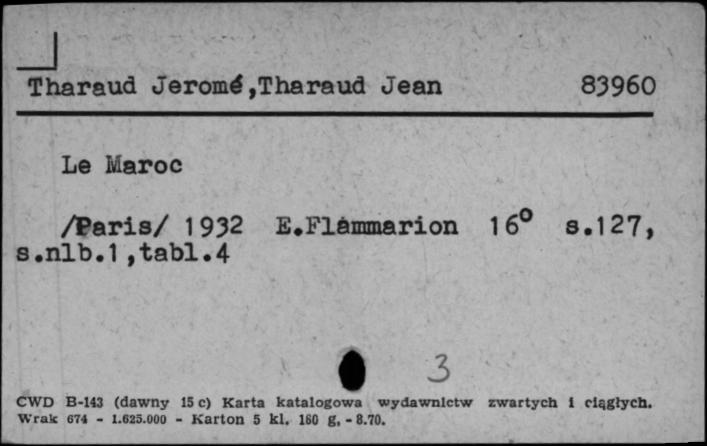 Tharaud Jeromé,Tharaud Jean 83960
Le Maroc
/Paris/ 1932 E.Flammarion 16° s.127,
s.nlb.1,tabl.4
3
CWD B-143 (dawny 15 c) Karta katalogowa wydawnictw zwartych i ciągłych.
Wrak 674 - 1.625.000 - Karton 5 kl. 160 g, - 8.70.